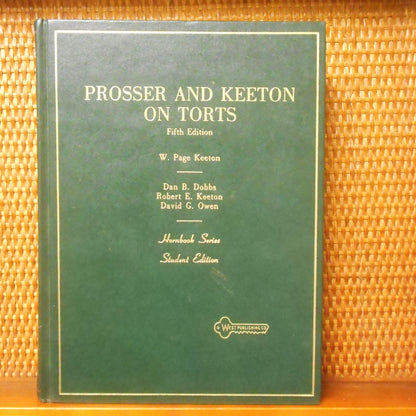 PROSSER AND KEETON
ON TORTS
Fifth Edition
W. Page Keeton
Dan B. Dobbs
Robert E. Keeton
David G. Owen
Hornbook Series
Student Edition
WEST PUBLISHING CO.